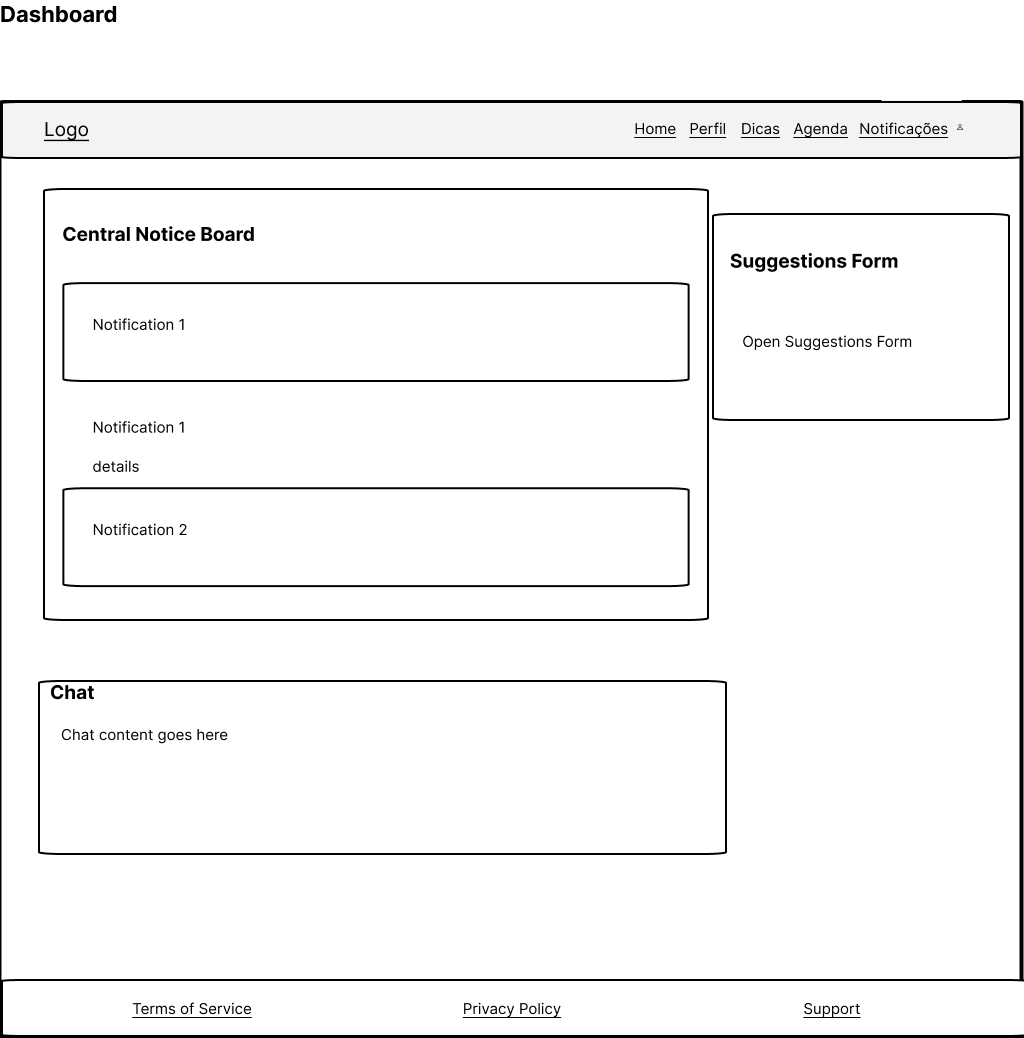 Dashboard
Logo
Home Perfil Dicas Agenda Notificações
Central Notice Board
Notification 1
Notification 1
details
Notification 2
Suggestions Form
Open Suggestions Form
Chat
Chat content goes here
Terms of Service Privacy Policy Support